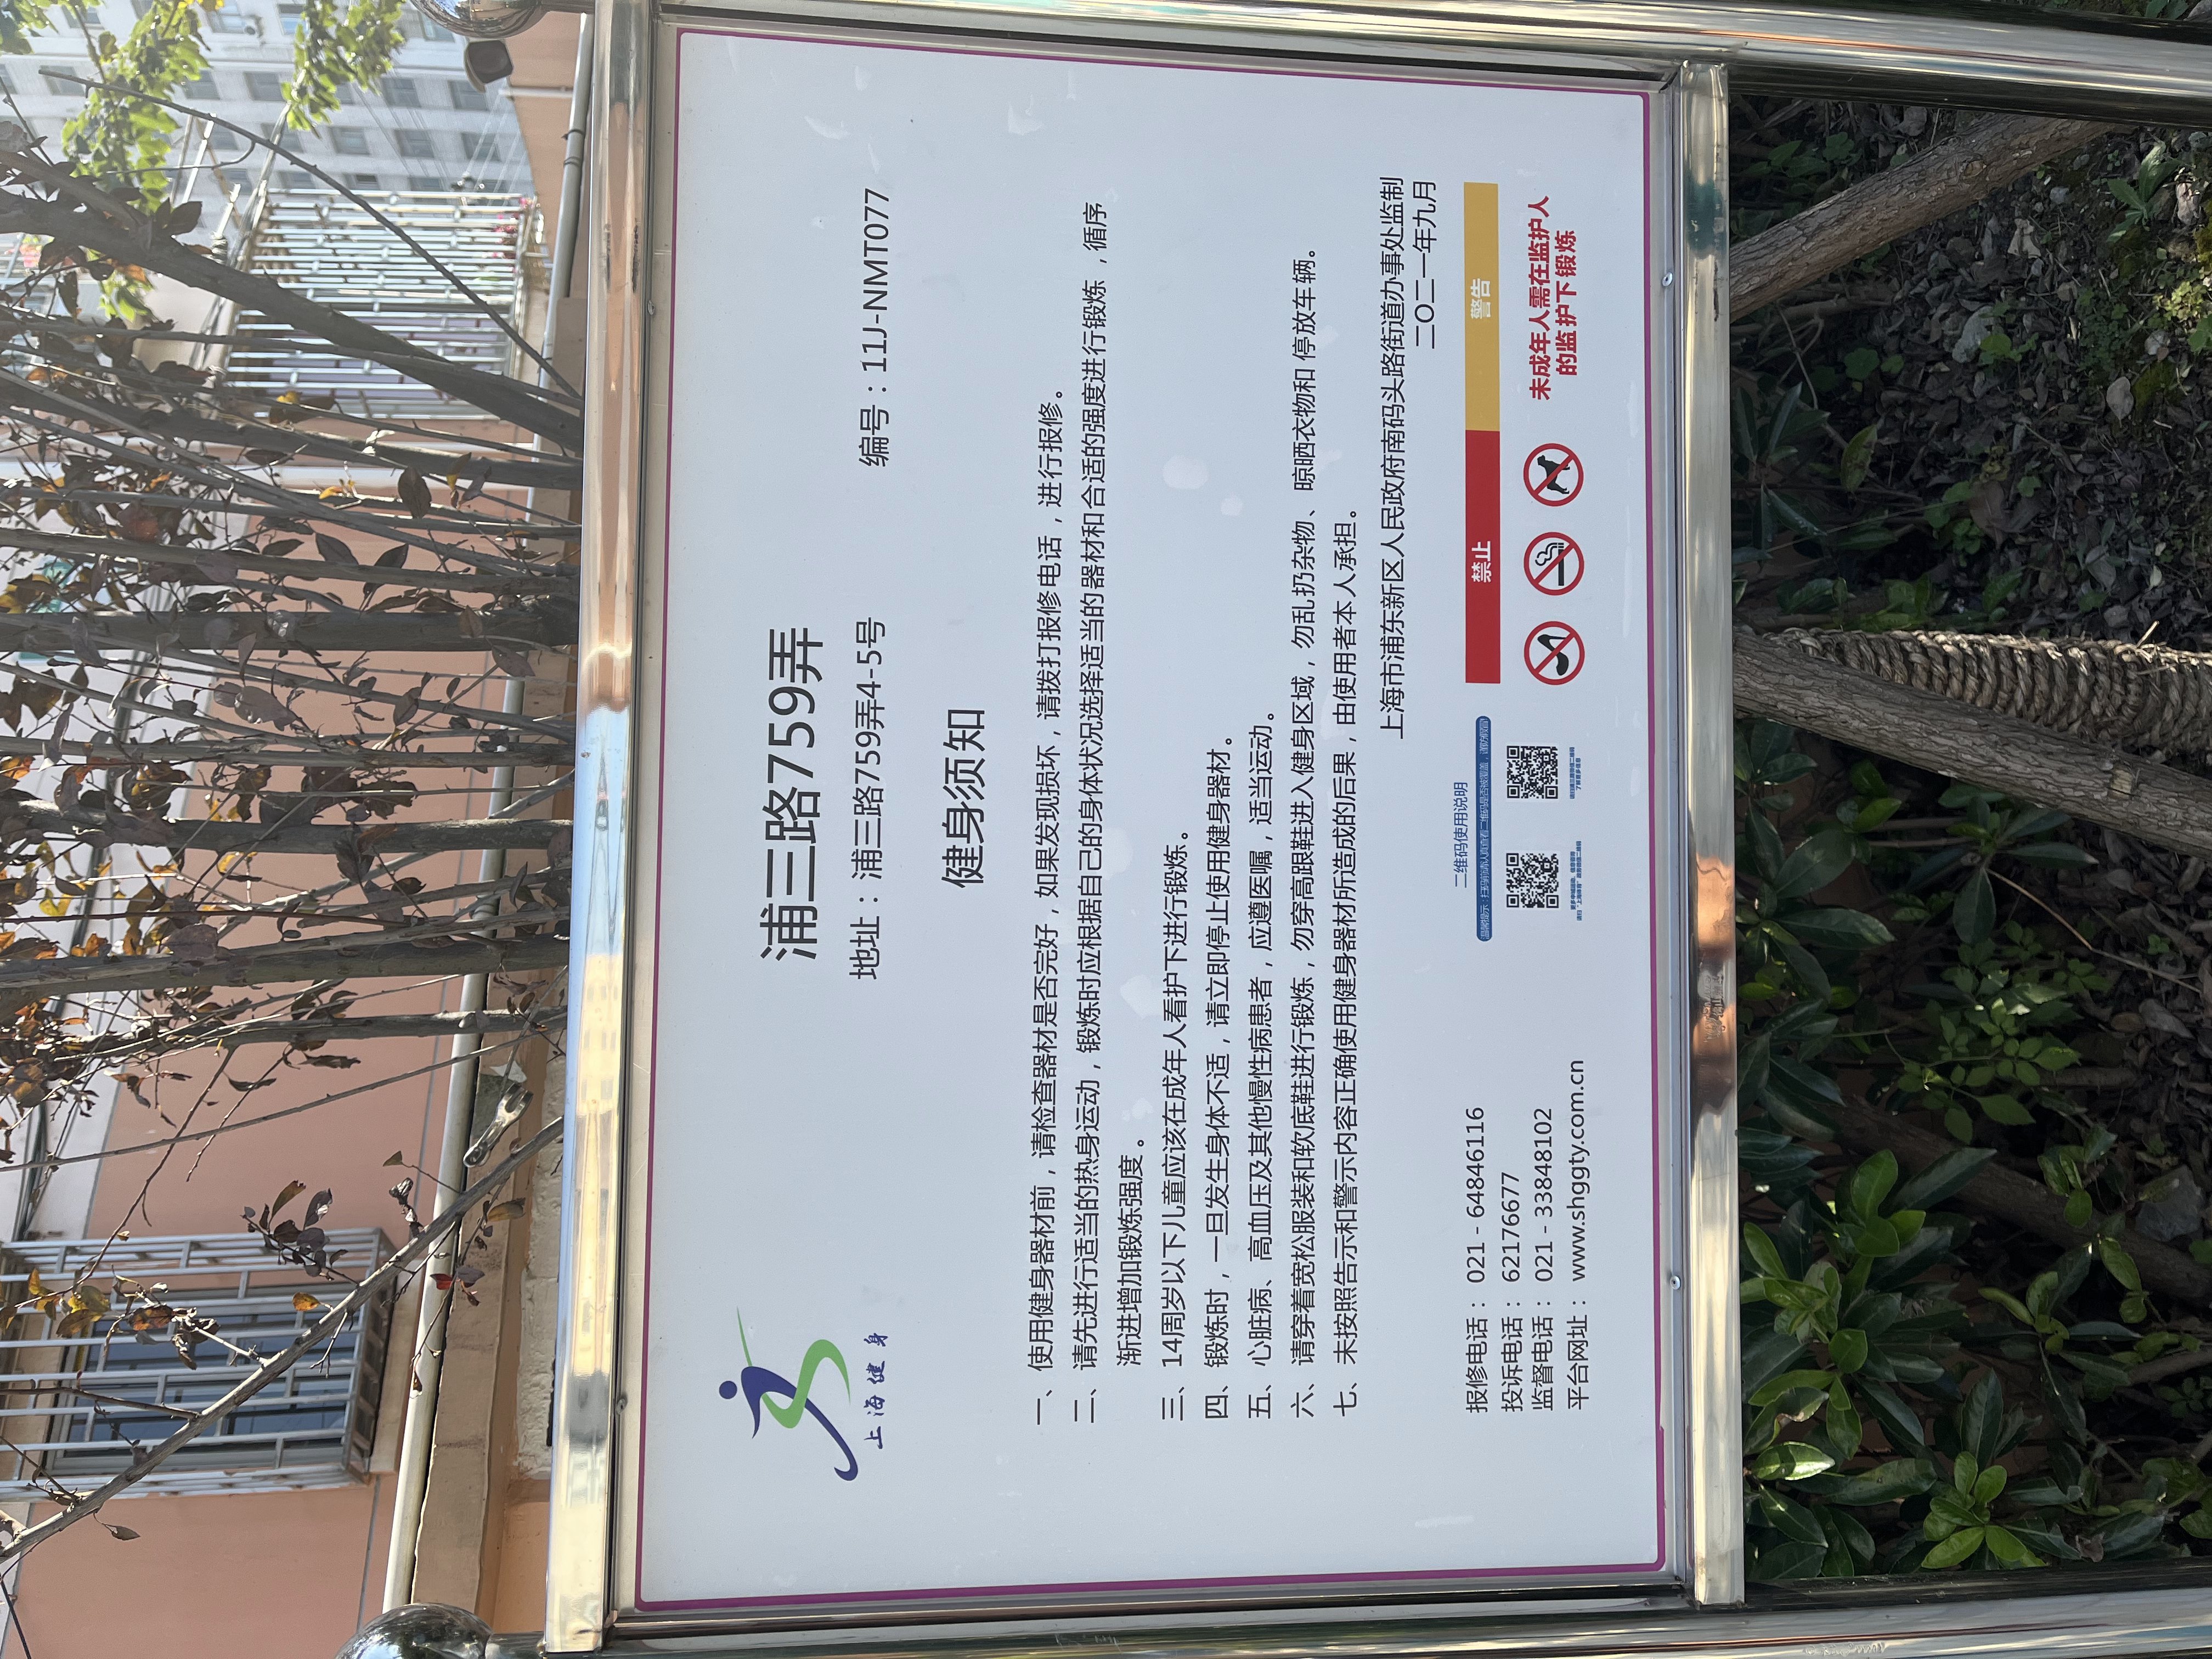 上海健身
浦三路759弄
地址：浦三路759弄4-5号
编号：11J-NMT077
健身须知
一、使用健身器材前，请检查器材是否完好，如果发现损坏，请拨打报修电话，进行报修。
二、请先进行适当的热身运动，锻炼时应根据自己的身体状况选择适当的器材和合适的强度进行锻炼，循序
渐进增加锻炼强度。
三、14周岁以下儿童应该在成年人看护下进行锻炼。
四、锻炼时，一旦发生身体不适，请立即停止使用健身器材。
五、心脏病、高血压及其他慢性病患者，应遵医嘱，适当运动。
六、请穿着宽松服装和软底鞋进行锻炼，勿穿高跟鞋进入健身区域，勿乱扔杂物、晾晒衣物和停放车辆。
七、未按照告示和警示内容正确使用健身器材所造成的后果，由使用者本人承担。
上海市浦东新区人民政府南码头路街道办事处监制
二〇二一年九月
报修电话：021-64846116
投诉电话：62176677
监督电话：021-33848102
平台网址：www.shggty.com.cn
二维码使用说明
禁止
警告
未成年人需在监护人
的监护下锻炼